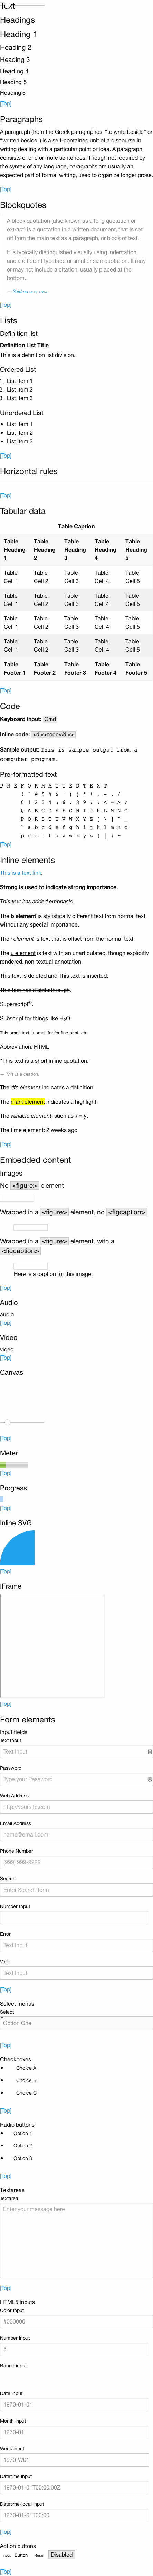 Text
Headings
Heading 1
Heading 2
Heading 3
Heading 4
Heading 5
Heading 6
[Top]
Paragraphs
A paragraph (from the Greek paragraphos, “to write beside” or
“written beside”) is a self-contained unit of a discourse in
writing dealing with a particular point or idea. A paragraph
consists of one or more sentences. Though not required by
the syntax of any language, paragraphs are usually an
expected part of formal writing, used to organize longer prose.
[Top]
Blockquotes
A block quotation (also known as a long quotation or
extract) is a quotation in a written document, that is set
off from the main text as a paragraph, or block of text.
It is typically distinguished visually using indentation
and a different typeface or smaller size quotation. It may
or may not include a citation, usually placed at the
bottom.
— Said no one, ever.
[Top]
Lists
Definition list
Definition List Title
This is a definition list division.
Ordered List
1. List Item 1
2. List Item 2
3. List Item 3
Unordered List
• List Item 1
• List Item 2
• List Item 3
[Top]
Horizontal rules
[Top]
Tabular data
Table Caption
Table Heading 1 Table Heading 2 Table Heading 3 Table Heading 4 Table Heading 5
Table Cell 1 Table Cell 2 Table Cell 3 Table Cell 4 Table Cell 5
Table Cell 1 Table Cell 2 Table Cell 3 Table Cell 4 Table Cell 5
Table Cell 1 Table Cell 2 Table Cell 3 Table Cell 4 Table Cell 5
Table Cell 1 Table Cell 2 Table Cell 3 Table Cell 4 Table Cell 5
Table Footer 1 Table Footer 2 Table Footer 3 Table Footer 4 Table Footer 5
[Top]
Code
Keyboard input: Cmd
Inline code: <div>code</div>
Sample output: This is sample output from a
computer program.
Pre-formatted text
P R E F O R M A T T E D T E X T
! " # $ % & ' ( ) * + , - . /
0 1 2 3 4 5 6 7 8 9 : ; < = > ?
@ A B C D E F G H I J K L M N O
P Q R S T U V W X Y Z [ \ ] ^ _
` a b c d e f g h i j k l m n o
p q r s t u v w x y z { | } ~
[Top]
Inline elements
This is a text link.
Strong is used to indicate strong importance.
This text has added emphasis.
The b element is stylistically different text from normal text,
without any special importance.
The i element is text that is offset from the normal text.
The u element is text with an unarticulated, though explicitly
rendered, non-textual annotation.
This text is deleted and This text is inserted.
This text has a strikethrough.
Superscript®.
Subscript for things like H2O.
This small text is small for for fine print, etc.
Abbreviation: HTML
"This text is a short inline quotation."
— This is a citation.
The dfn element indicates a definition.
The mark element indicates a highlight.
The variable element, such as x = y.
The time element: 2 weeks ago
[Top]
Embedded content
Images
No <figure> element
Wrapped in a <figure> element, no <figcaption>
Wrapped in a <figure> element, with a
<figcaption>
Here is a caption for this image.
[Top]
Audio
audio
[Top]
Video
video
[Top]
Canvas
[Top]
Meter
[Top]
Progress
[Top]
Inline SVG
[Top]
IFrame
[Top]
Form elements
Input fields
Text Input
Text Input
Password
Type your Password
Web Address
http://yoursite.com
Email Address
name@email.com
Phone Number
(999) 999-9999
Search
Enter Search Term
Number Input
Error
Text Input
Valid
Text Input
[Top]
Select menus
Select
Option One
[Top]
Checkboxes
• Choice A
• Choice B
• Choice C
[Top]
Radio buttons
• Option 1
• Option 2
• Option 3
[Top]
Textareas
Textarea
Enter your message here
[Top]
HTML5 inputs
Color input
#000000
Number input
5
Range input
Date input
1970-01-01
Month input
1970-01
Week input
1970-W01
Datetime input
1970-01-01T00:00:00Z
Datetime-local input
1970-01-01T00:00
[Top]
Action buttons
Input Button Reset Disabled
[Top]